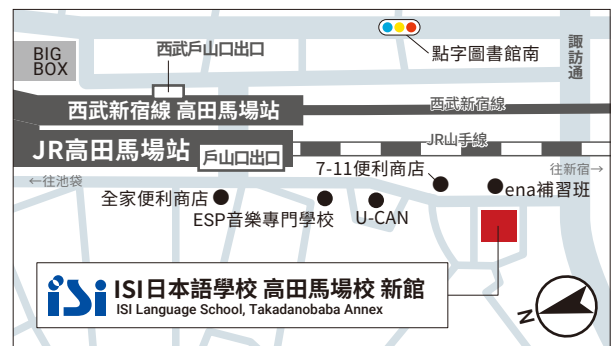 BIG
BOX
西武戶山口出口
點字圖書館南
諏訪通
西武新宿線 高田馬場站
西武新宿線
JR高田馬場站
戶山口出口
JR山手線
←往池袋
7-11便利商店
往新宿→
全家便利商店
ena補習班
ESP音樂專門學校
U-CAN
isi
ISI日本語學校 高田馬場校 新館
ISI Language School, Takadanobaba Annex
N